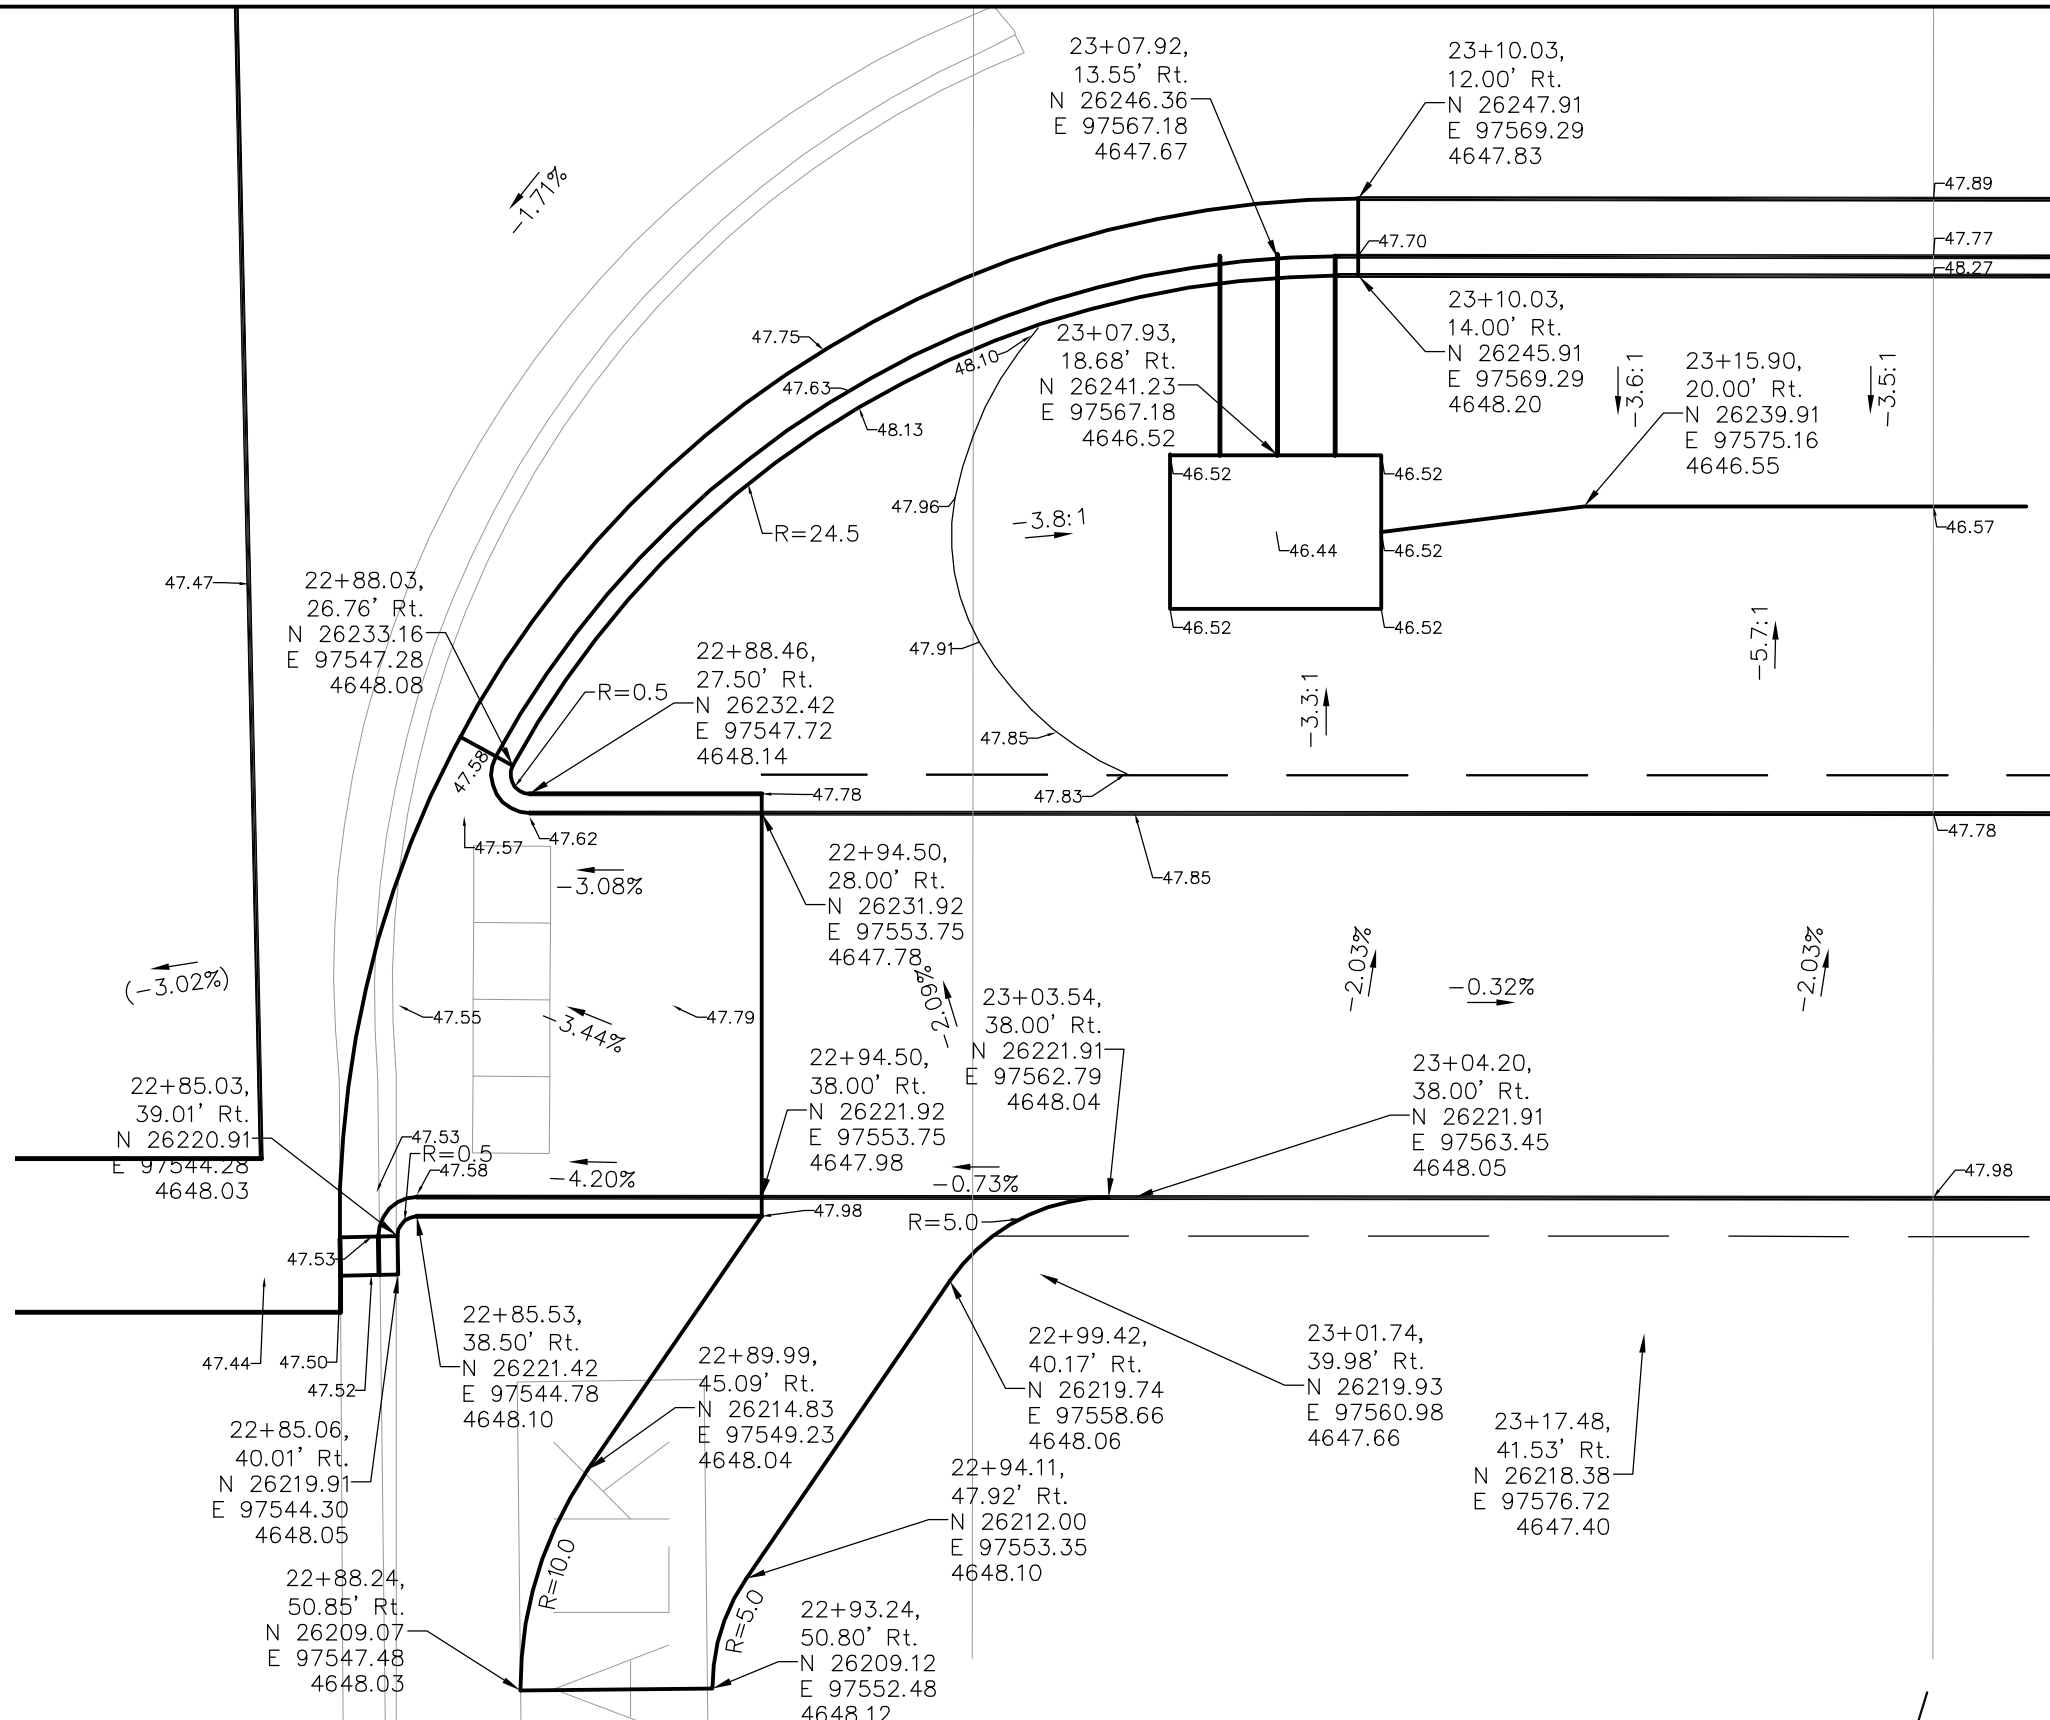 23+07.92,
13.55' Rt.
N 26246.36
E 97567.18
4647.67
23+10.03,
12.00' Rt.
N 26247.91
E 97569.29
4647.83
-1.71%
47.89
47.70
47.77
48.27
47.75
48.10
23+07.93,
18.68' Rt.
N 26241.23
E 97567.18
4646.52
23+10.03,
14.00' Rt.
N 26245.91
E 97569.29
4648.20
-3.6:1
23+15.90,
20.00' Rt.
N 26239.91
E 97575.16
4646.55
-3.5:1
47.63
48.13
46.52
46.52
47.96
-3.8:1
R=24.5
46.44
46.52
46.57
47.47
22+88.03,
26.76' Rt.
N 26233.16
E 97547.28
4648.08
46.52
46.52
47.91
-5.7:1
22+88.46,
27.50' Rt.
N 26232.42
E 97547.72
4648.14
R=0.5
-3.3:1
47.85
47.58
47.78
47.83
47.57
47.62
47.78
22+94.50,
28.00' Rt.
N 26231.92
E 97553.75
4647.78
-3.08%
47.85
(-3.02%)
-2.09%
-2.03%
-0.32%
-2.03%
47.55
-3.44%
47.79
23+03.54,
38.00' Rt.
N 26221.91
E 97562.79
4648.04
22+94.50,
38.00' Rt.
N 26221.92
E 97553.75
4647.98
23+04.20,
38.00' Rt.
N 26221.91
E 97563.45
4648.05
22+85.03,
39.01' Rt.
N 26220.91
E 97544.28
4648.03
47.53
R=0.5
47.58
-4.20%
-0.73%
47.98
47.98
R=5.0
47.53
47.44
47.50
47.52
22+85.53,
38.50' Rt.
N 26221.42
E 97544.78
4648.10
22+89.99,
45.09' Rt.
N 26214.83
E 97549.23
4648.04
22+99.42,
40.17' Rt.
N 26219.74
E 97558.66
4648.06
23+01.74,
39.98' Rt.
N 26219.93
E 97560.98
4647.66
23+17.48,
41.53' Rt.
N 26218.38
E 97576.72
4647.40
22+85.06,
40.01' Rt.
N 26219.91
E 97544.30
4648.05
22+94.11,
47.92' Rt.
N 26212.00
E 97553.35
4648.10
R=10.0
R=5.0
22+88.24,
50.85' Rt.
N 26209.07
E 97547.48
4648.03
22+93.24,
50.80' Rt.
N 26209.12
E 97552.48
4648.12